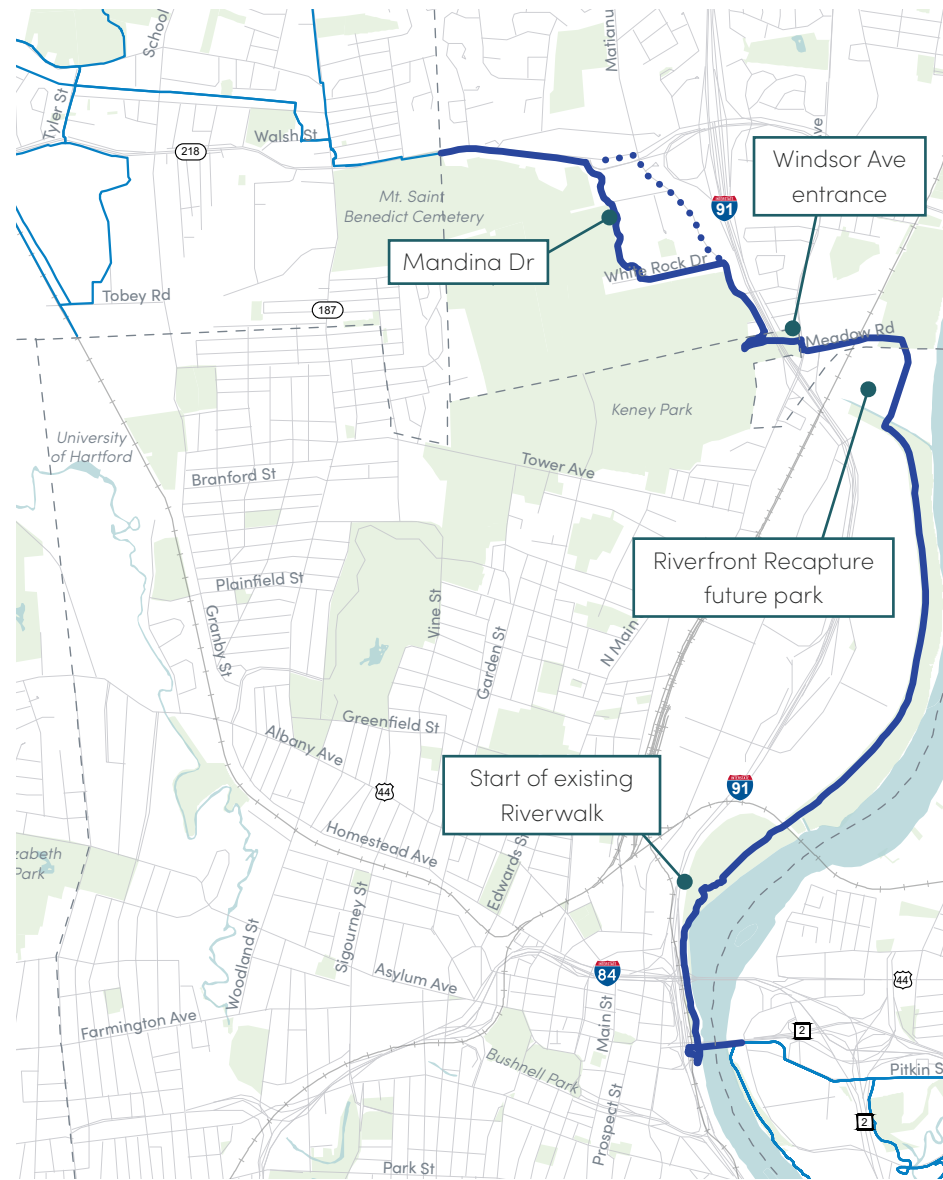 School
Matianu
Tyler St
Walsh St
218
Ave
Windsor Ave
entrance
Mt. Saint
Benedict Cemetery
91
Mandina Dr
White Rock Dr
Tobey Rd
187
Meadow Rd
Keney Park
University
of Hartford
Tower Ave
Branford St
Riverfront Recapture
future park
Plainfield St
Vine St
Granby St
Garden St
N Main
Greenfield St
Albany Ave
Start of existing
Riverwalk
91
44
Homestead Ave
zabeth
Park
Edwards St
Sigourney St
Woodland St
Asylum Ave
84
44
Main St
Farmington Ave
2
Bushnell Park
Pitkin S
Prospect St
2
Park St